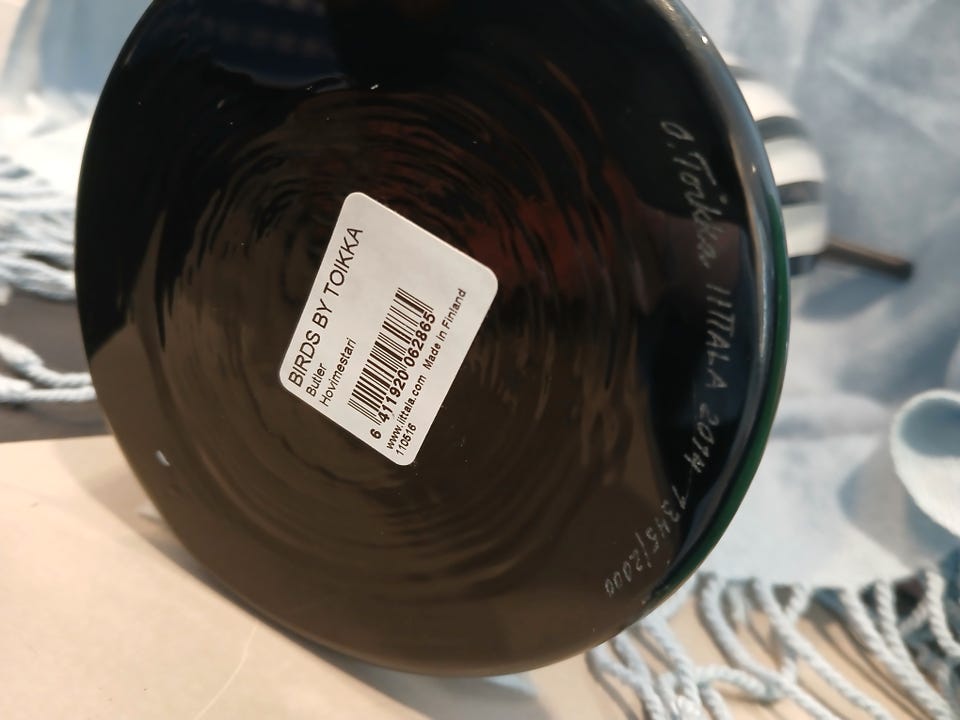 BIRDS BY TOIKKA
Butler
Hovimestari
6 411920 062865
www.iittala.com Made in Finland
110516
O. Toikka IITTALA 2014 1345/2000